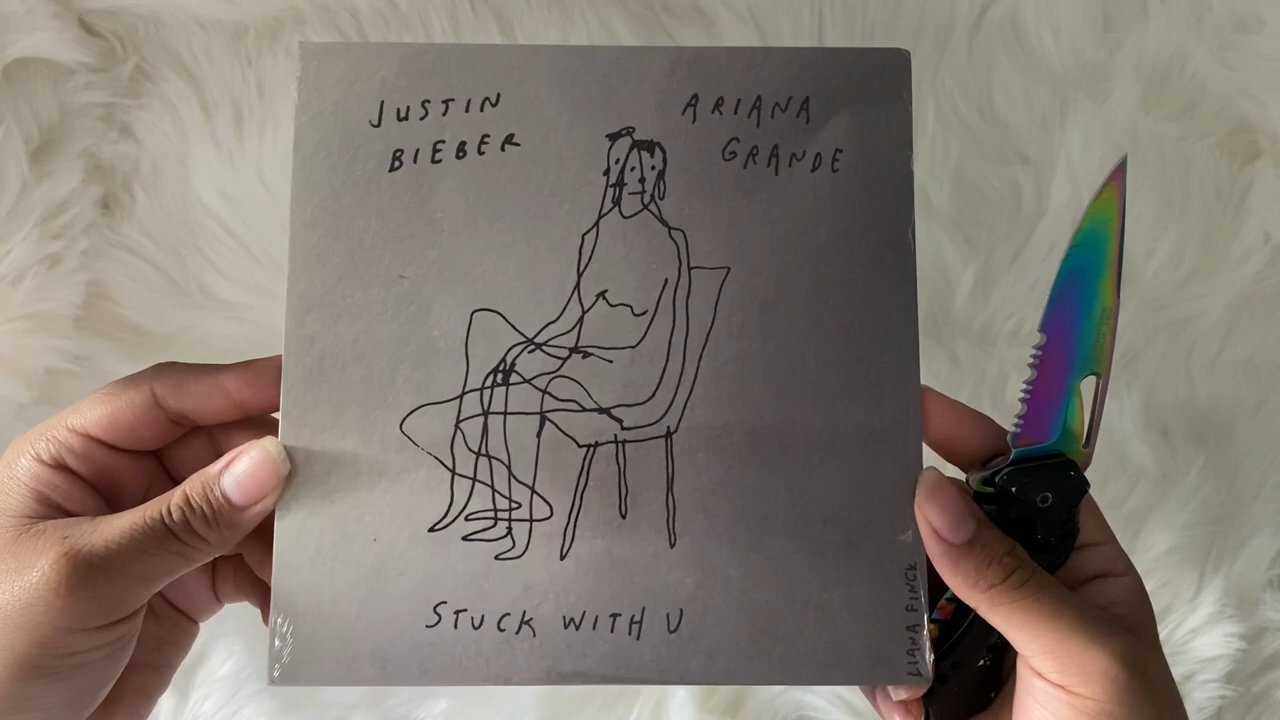 JUSTIN
BIEBER
ARIANA
GRANDE
STUCK WITH U
LIANA FINCK